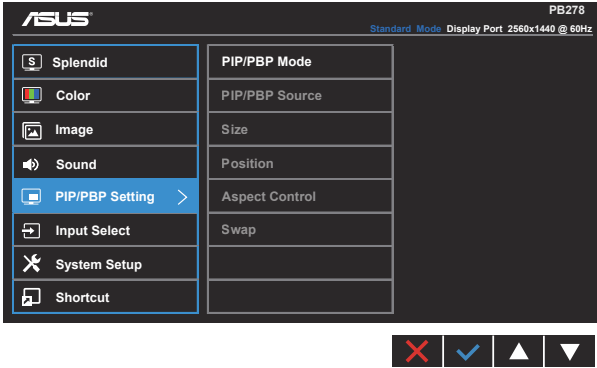 ASUS
PB278
Standard Mode Display Port 2560x1440 @ 60Hz
S Splendid
Color
Image
Sound
PIP/PBP Setting
Input Select
System Setup
Shortcut
PIP/PBP Mode
PIP/PBP Source
Size
Position
Aspect Control
Swap